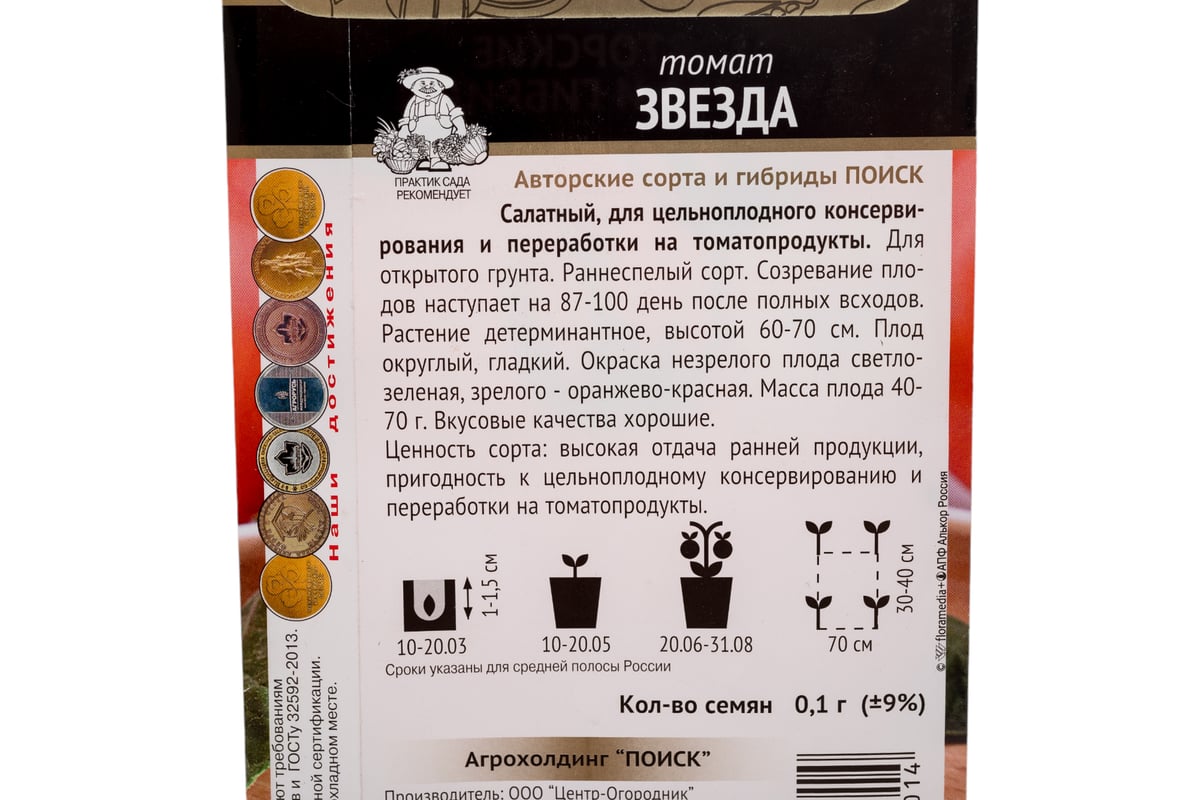 томат
ЗВЕЗДА
ПРАКТИК САДА
РЕКОМЕНДУЕТ
Авторские сорта и гибриды ПОИСК
Салатный, для цельноплодного консерви-
рования и переработки на томатопродукты. Для
открытого грунта. Раннеспелый сорт. Созревание пло-
дов наступает на 87-100 день после полных всходов.
Растение детерминантное, высотой 60-70 см. Плод
округлый, гладкий. Окраска незрелого плода светло-
зеленая, зрелого - оранжево-красная. Масса плода 40-
70 г. Вкусовые качества хорошие.
Ценность сорта: высокая отдача ранней продукции,
пригодность к цельноплодному консервированию и
переработки на томатопродукты.
1-1,5 см
30-40 см
10-20.03
10-20.05
20.06-31.08
70 см
Сроки указаны для средней полосы России
Кол-во семян 0,1 г (±9%)
Агрохолдинг “ПОИСК”
Производитель: ООО “Центр-Огородник”
Наши достижения
АГРОРУСЬ
требованиям
и ГОСТу 32592-2013.
сертификации.
месте.
© floramedia+АПФ Алькор Россия
014